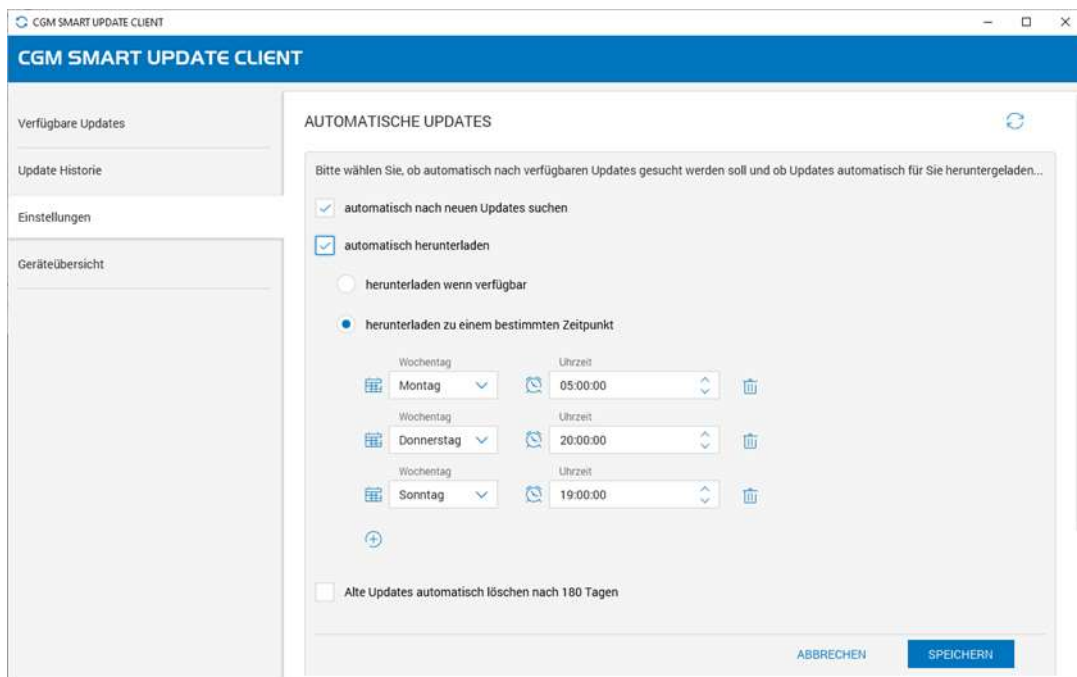 CGM SMART UPDATE CLIENT
CGM SMART UPDATE CLIENT
Verfügbare Updates
Update Historie
Einstellungen
Geräteübersicht
AUTOMATISCHE UPDATES
Bitte wählen Sie, ob automatisch nach verfügbaren Updates gesucht werden soll und ob Updates automatisch für Sie heruntergeladen...
automatisch nach neuen Updates suchen
automatisch herunterladen
herunterladen wenn verfügbar
herunterladen zu einem bestimmten Zeitpunkt
Wochentag Uhrzeit
Montag 05:00:00
Wochentag Uhrzeit
Donnerstag 20:00:00
Wochentag Uhrzeit
Sonntag 19:00:00
Alte Updates automatisch löschen nach 180 Tagen
ABBRECHEN SPEICHERN